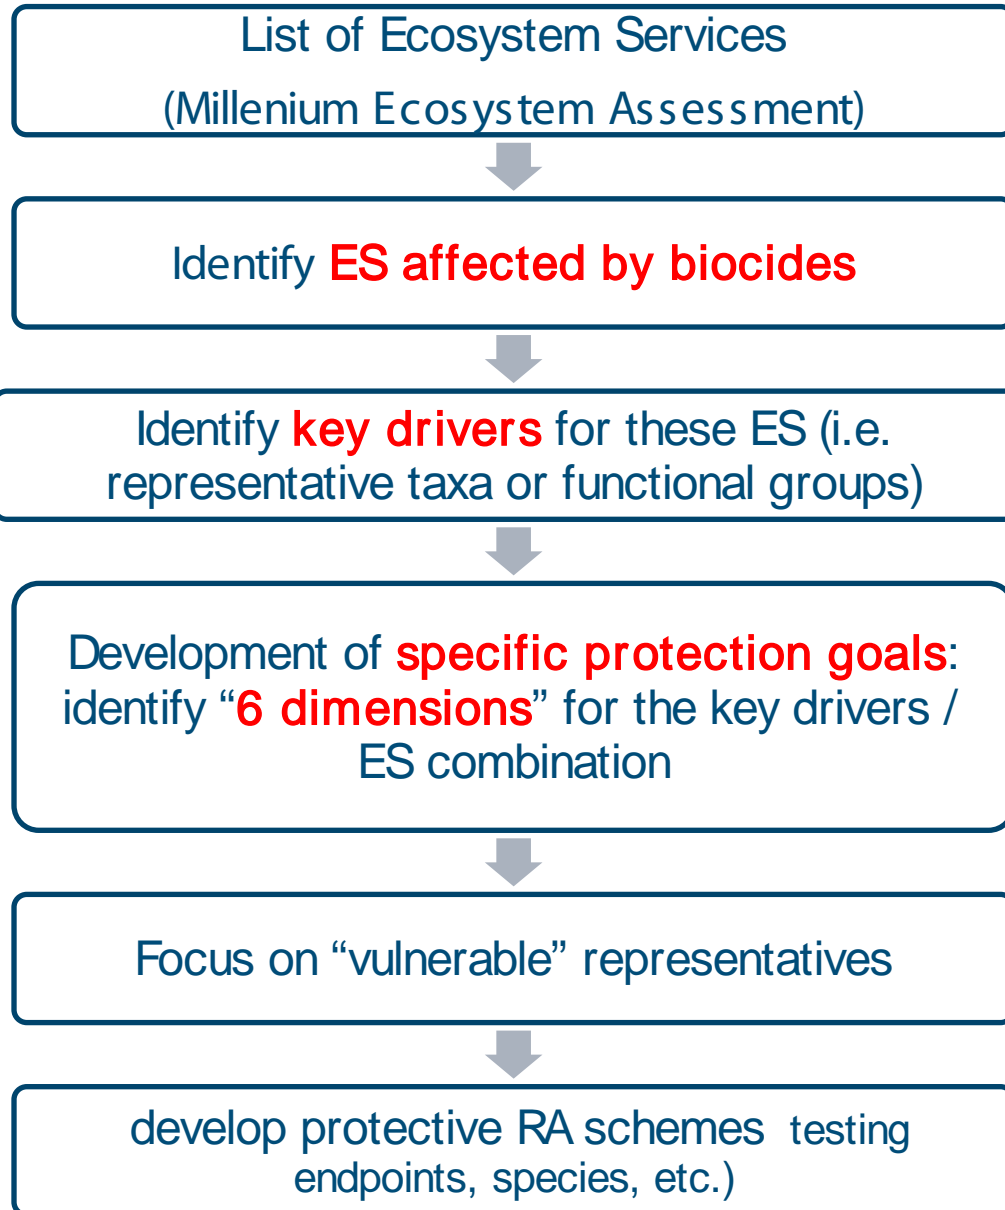 List of Ecosystem Services
(Millenium Ecosystem Assessment)
Identify ES affected by biocides
Identify key drivers for these ES (i.e.
representative taxa or functional groups)
Development of specific protection goals:
identify “6 dimensions” for the key drivers /
ES combination
Focus on “vulnerable” representatives
develop protective RA schemes testing
endpoints, species, etc.)